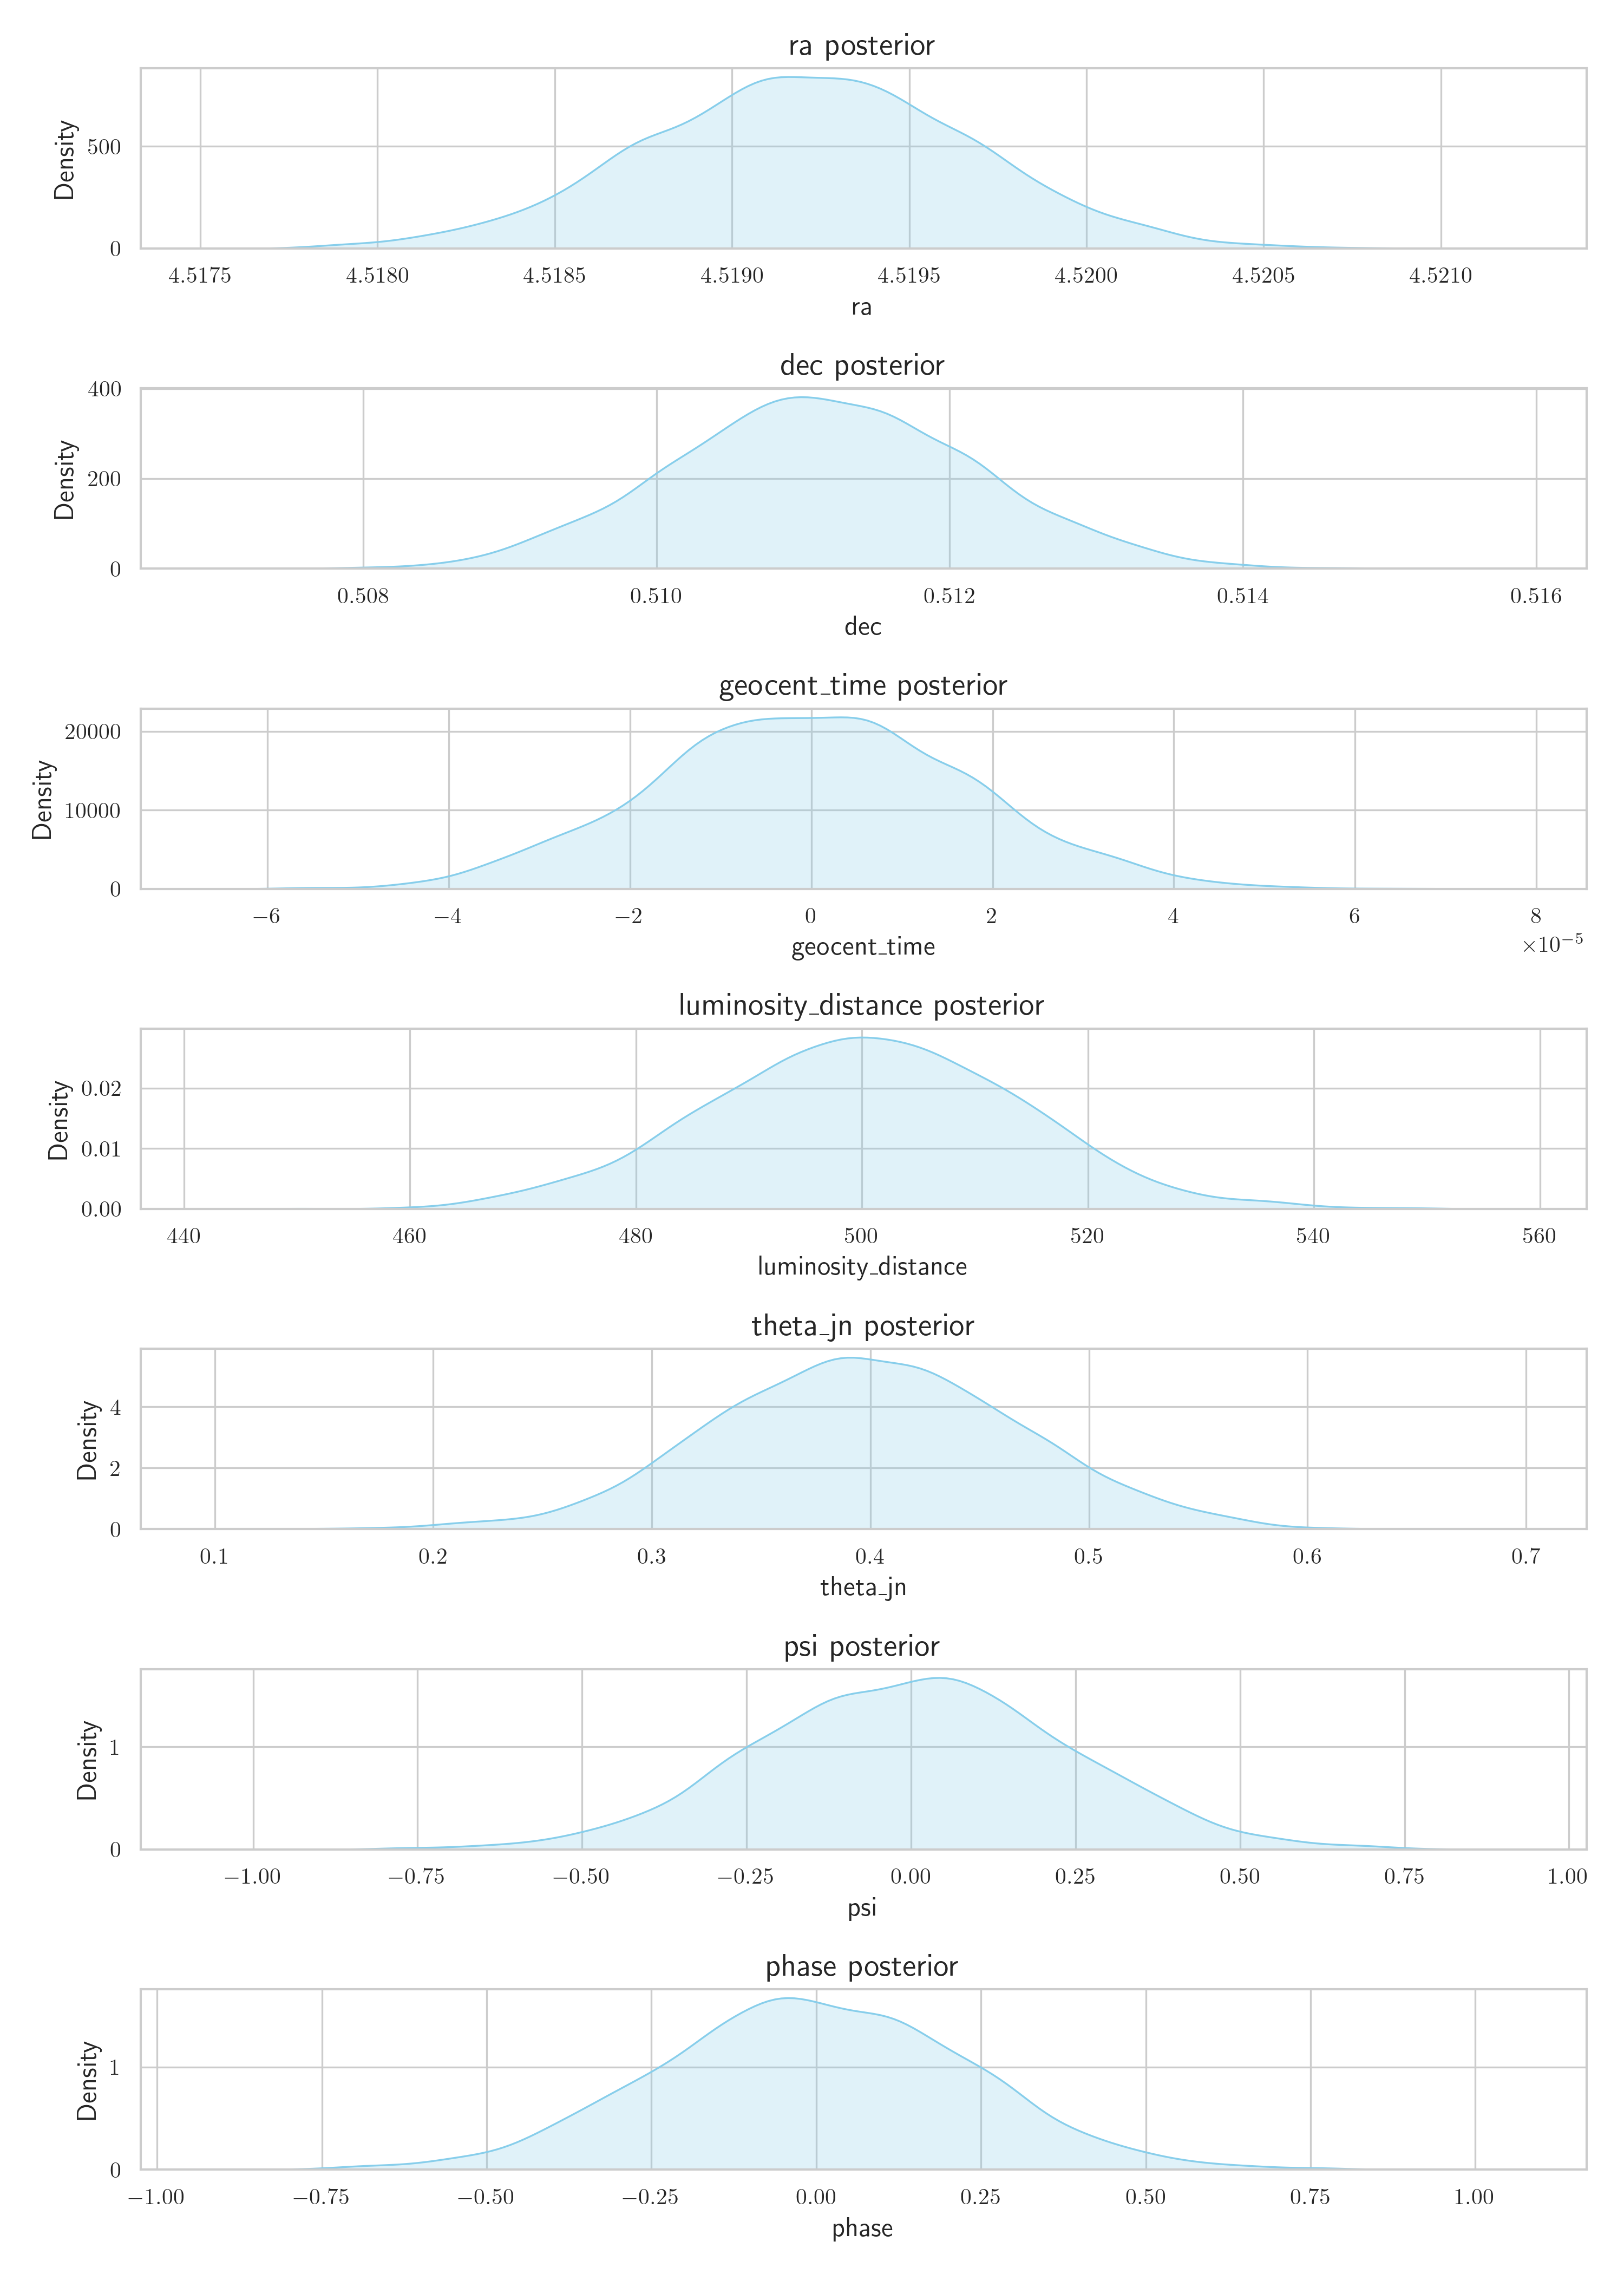 ra posterior
Density
500
0
4.5175 4.5180 4.5185 4.5190 4.5195 4.5200 4.5205 4.5210
ra
dec posterior
Density
400
200
0
0.508 0.510 0.512 0.514 0.516
dec
geocent_time posterior
Density
20000
10000
0
−6 −4 −2 0 2 4 6 8
×10⁻⁵
geocent_time
luminosity_distance posterior
Density
0.02
0.01
0.00
440 460 480 500 520 540 560
luminosity_distance
theta_jn posterior
Density
4
2
0
0.1 0.2 0.3 0.4 0.5 0.6 0.7
theta_jn
psi posterior
Density
1
0
−1.00 −0.75 −0.50 −0.25 0.00 0.25 0.50 0.75 1.00
psi
phase posterior
Density
1
0
−1.00 −0.75 −0.50 −0.25 0.00 0.25 0.50 0.75 1.00
phase